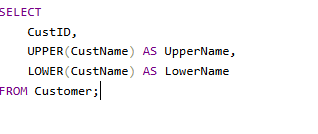 SELECT
    CustID,
    UPPER(CustName) AS UpperName,
    LOWER(CustName) AS LowerName
FROM Customer;